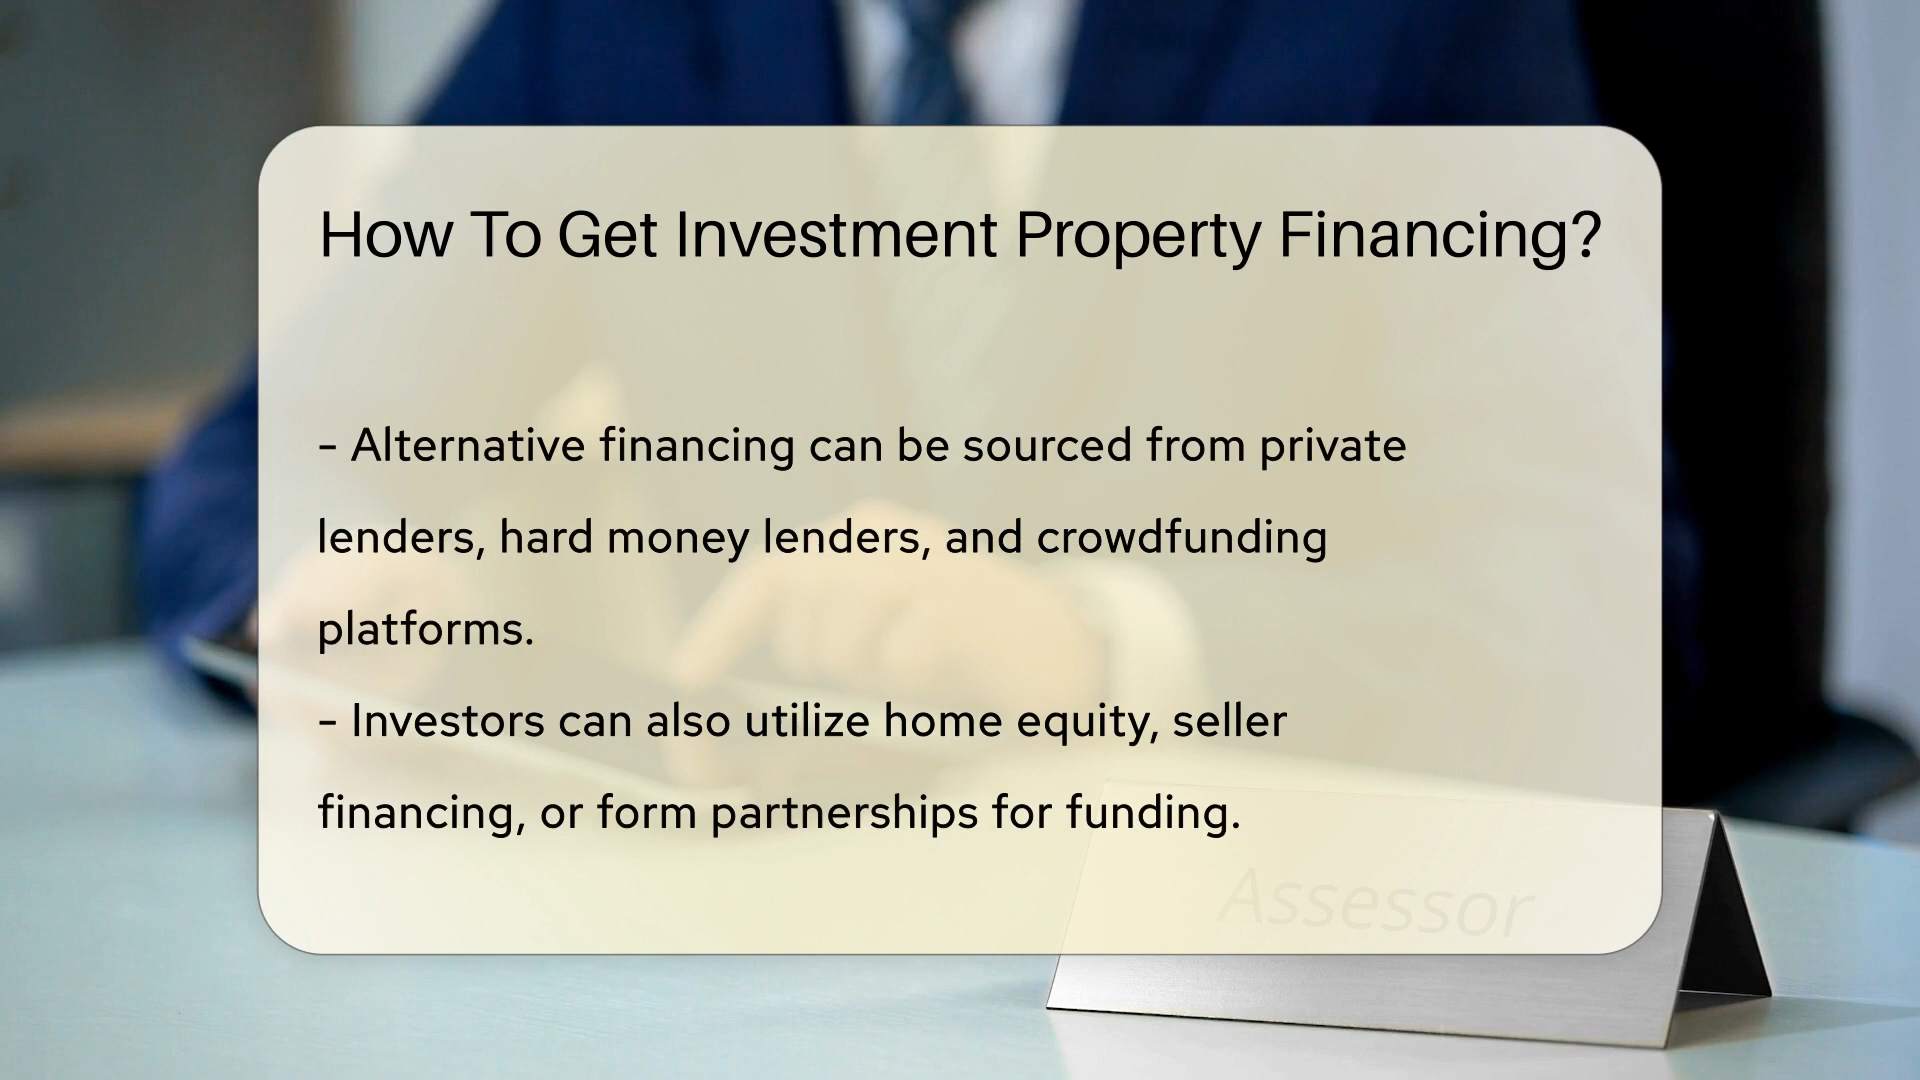 How To Get Investment Property Financing?
- Alternative financing can be sourced from private
lenders, hard money lenders, and crowdfunding
platforms.
- Investors can also utilize home equity, seller
financing, or form partnerships for funding.
Assessor